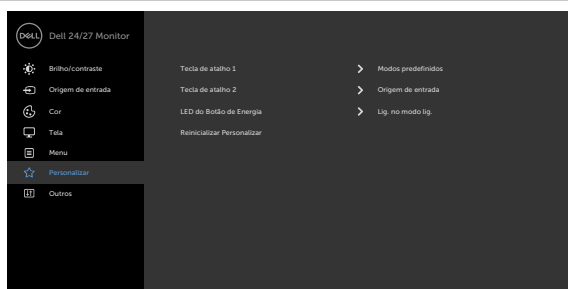 DELL Dell 24/27 Monitor
Brilho/contraste
Origem de entrada
Cor
Tela
Menu
Personalizar
Outros
Tecla de atalho 1 Modos predefinidos
Tecla de atalho 2 Origem de entrada
LED do Botão de Energia Lig. no modo lig.
Reinicializar Personalizar